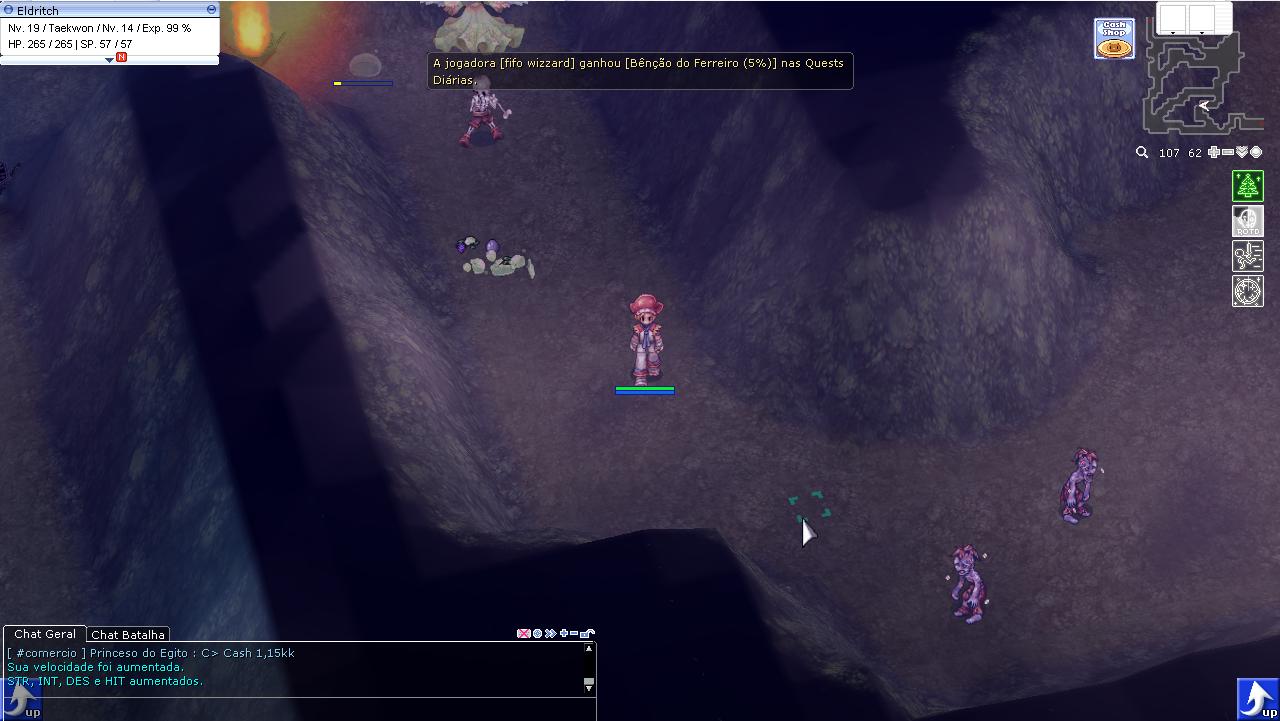 Eldritch
Nv. 19 / Taekwon / Nv. 14 / Exp. 99 %
HP. 265 / 265 | SP. 57 / 57
N
A jogadora [fifo wizzard] ganhou [Bênção do Ferreiro (5%)] nas Quests
Diárias.
Cash
Shop
107 62
ROTD
Chat Geral
Chat Batalha
[ #comercio ] Princeso do Egito : C> Cash 1,15kk
Sua velocidade foi aumentada.
STR, INT, DES e HIT aumentados.
up
up